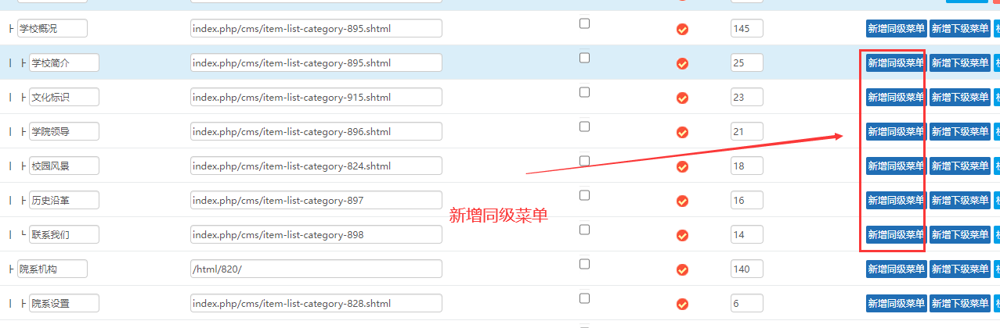 学校概况 index.php/cms/item-list-category-895.shtml 145 新增同级菜单 新增下级菜单
学校简介 index.php/cms/item-list-category-895.shtml 25 新增同级菜单 新增下级菜单
文化标识 index.php/cms/item-list-category-915.shtml 23 新增同级菜单 新增下级菜单
学院领导 index.php/cms/item-list-category-896.shtml 21 新增同级菜单 新增下级菜单
校园风景 index.php/cms/item-list-category-824.shtml 18 新增同级菜单 新增下级菜单
历史沿革 index.php/cms/item-list-category-897 16 新增同级菜单 新增下级菜单
新增同级菜单
联系我们 index.php/cms/item-list-category-898 14 新增同级菜单 新增下级菜单
院系机构 /html/820/ 140 新增同级菜单 新增下级菜单
院系设置 index.php/cms/item-list-category-828.shtml 6 新增同级菜单 新增下级菜单